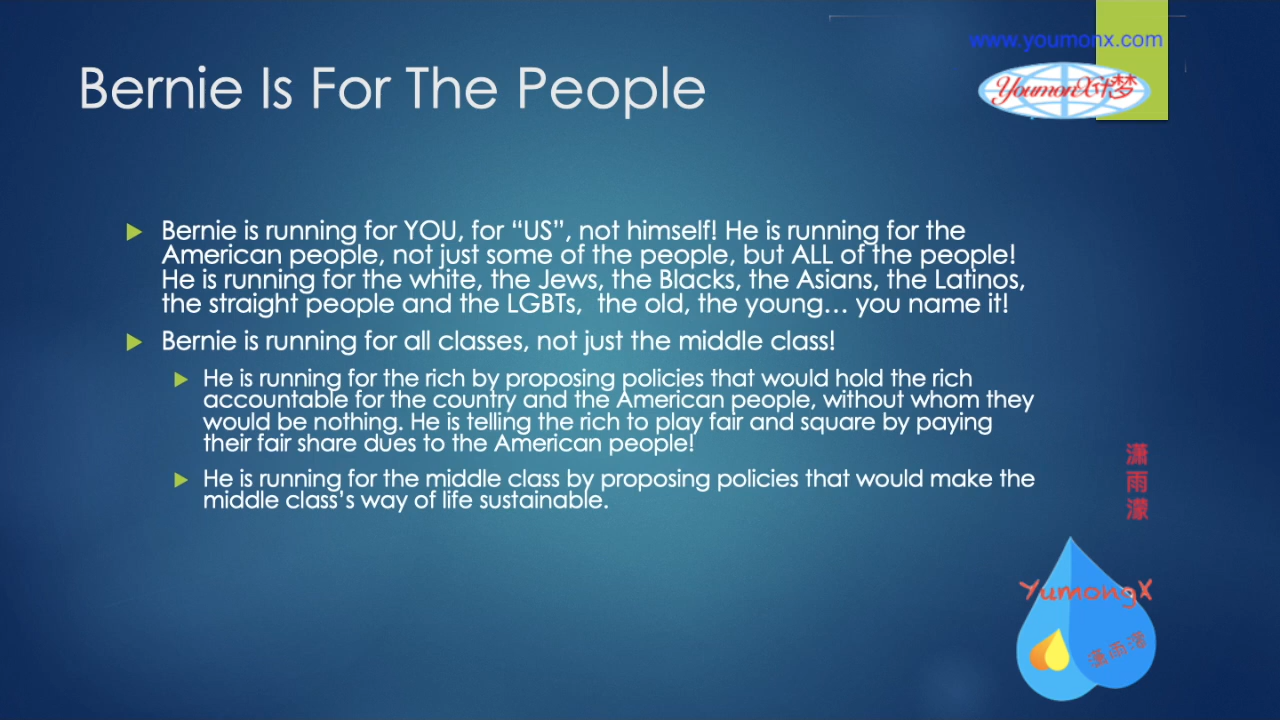 www.youmonx.com
Bernie Is For The People
YoumonX
梦
Bernie is running for YOU, for “US”, not himself! He is running for the
American people, not just some of the people, but ALL of the people!
He is running for the white, the Jews, the Blacks, the Asians, the Latinos,
the straight people and the LGBTs, the old, the young… you name it!
Bernie is running for all classes, not just the middle class!
He is running for the rich by proposing policies that would hold the rich
accountable for the country and the American people, without whom they
would be nothing. He is telling the rich to play fair and square by paying
their fair share dues to the American people!
He is running for the middle class by proposing policies that would make the
middle class’s way of life sustainable.
潇
雨
濛
YumongX
潇雨濛